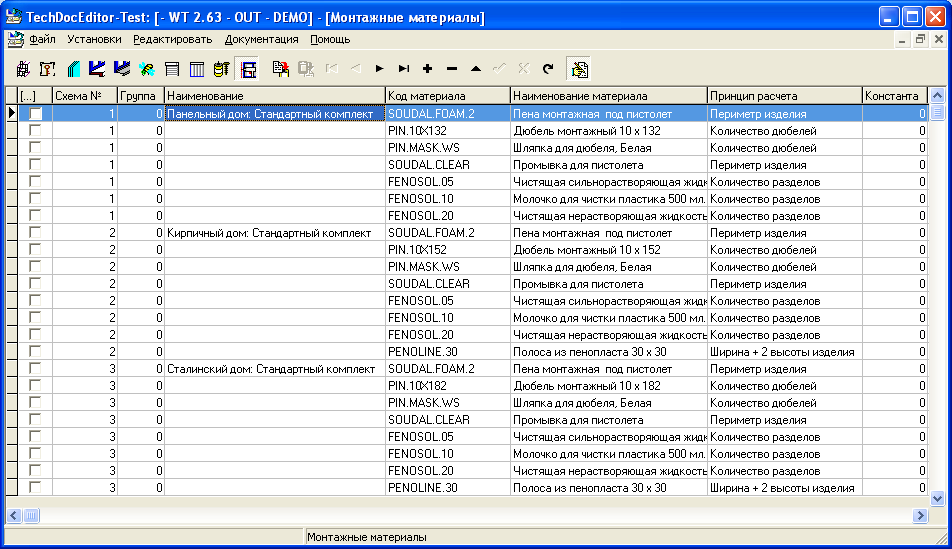 TechDocEditor-Test: [- WT 2.63 - OUT - DEMO] - [Монтажные материалы]
Файл Установки Редактировать Документация Помощь
[...] Схема № Группа Наименование Код материала Наименование материала Принцип расчета Константа
1 0 Панельный дом: Стандартный комплект SOUDAL.FOAM.2 Пена монтажная под пистолет Периметр изделия 0
1 0 PIN.10X132 Дюбель монтажный 10 x 132 Количество дюбелей 0
1 0 PIN.MASK.WS Шляпка для дюбеля, Белая Количество дюбелей 0
1 0 SOUDAL.CLEAR Промывка для пистолета Периметр изделия 0
1 0 FENOSOL.05 Чистящая сильнорастворяющая жид Количество разделов 0
1 0 FENOSOL.10 Молочко для чистки пластика 500 мл. Количество разделов 0
1 0 FENOSOL.20 Чистящая нерастворяющая жидкость Количество разделов 0
2 0 Кирпичный дом: Стандартный комплект SOUDAL.FOAM.2 Пена монтажная под пистолет Периметр изделия 0
2 0 PIN.10X152 Дюбель монтажный 10 x 152 Количество дюбелей 0
2 0 PIN.MASK.WS Шляпка для дюбеля, Белая Количество дюбелей 0
2 0 SOUDAL.CLEAR Промывка для пистолета Периметр изделия 0
2 0 FENOSOL.05 Чистящая сильнорастворяющая жид Количество разделов 0
2 0 FENOSOL.10 Молочко для чистки пластика 500 мл. Количество разделов 0
2 0 FENOSOL.20 Чистящая нерастворяющая жидкость Количество разделов 0
2 0 PENOLINE.30 Полоса из пенопласта 30 x 30 Ширина + 2 высоты изделия 0
3 0 Сталинский дом: Стандартный комплект SOUDAL.FOAM.2 Пена монтажная под пистолет Периметр изделия 0
3 0 PIN.10X182 Дюбель монтажный 10 x 182 Количество дюбелей 0
3 0 PIN.MASK.WS Шляпка для дюбеля, Белая Количество дюбелей 0
3 0 SOUDAL.CLEAR Промывка для пистолета Периметр изделия 0
3 0 FENOSOL.05 Чистящая сильнорастворяющая жид Количество разделов 0
3 0 FENOSOL.10 Молочко для чистки пластика 500 мл. Количество разделов 0
3 0 FENOSOL.20 Чистящая нерастворяющая жидкость Количество разделов 0
3 0 PENOLINE.30 Полоса из пенопласта 30 x 30 Ширина + 2 высоты изделия 0
Монтажные материалы